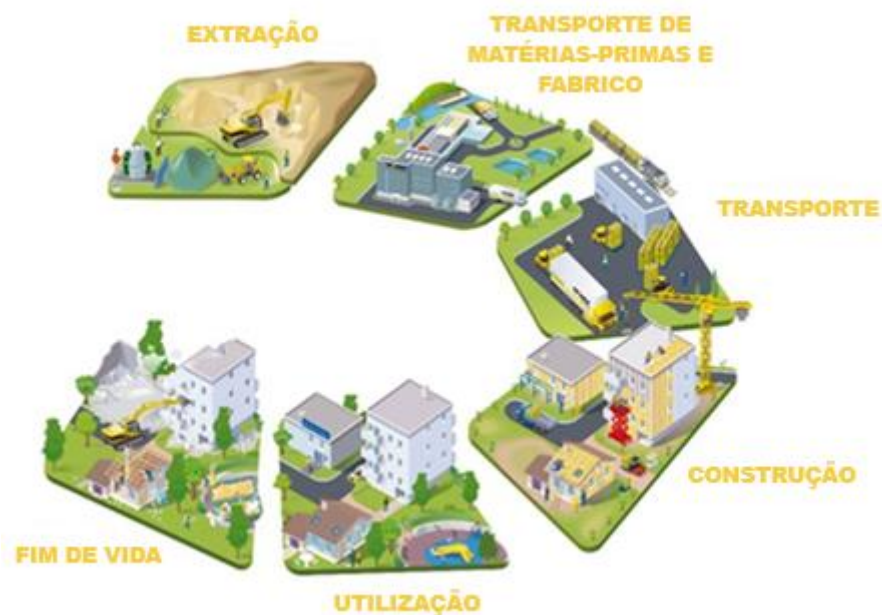 EXTRAÇÃO
TRANSPORTE DE
MATÉRIAS-PRIMAS E
FABRICO
TRANSPORTE
CONSTRUÇÃO
UTILIZAÇÃO
FIM DE VIDA